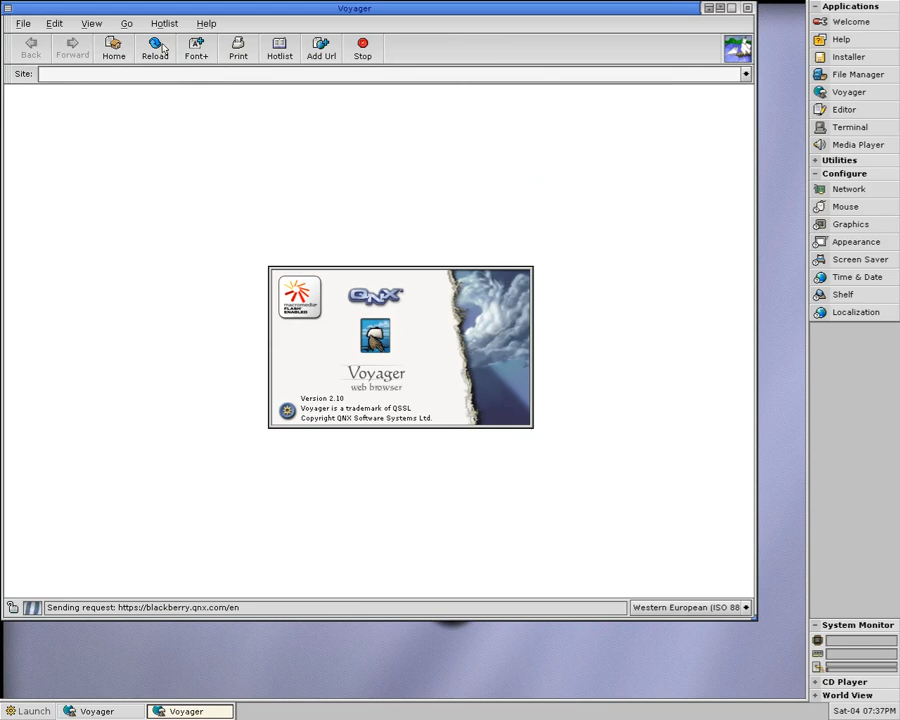 Voyager
File Edit View Go Hotlist Help
Back Forward Home Reload Font+ Print Hotlist Add Url Stop
Site:
macromedia
FLASH
ENABLED
QNX
Voyager
web browser
Version 2.10
Voyager is a trademark of QSSL
Copyright QNX Software Systems Ltd.
Sending request: https://blackberry.qnx.com/en
Western European (ISO 88
Launch Voyager Voyager
Applications
Welcome
Help
Installer
File Manager
Voyager
Editor
Terminal
Media Player
Utilities
Configure
Network
Mouse
Graphics
Appearance
Screen Saver
Time & Date
Shelf
Localization
System Monitor
CD Player
World View
Sat-04 07:37PM